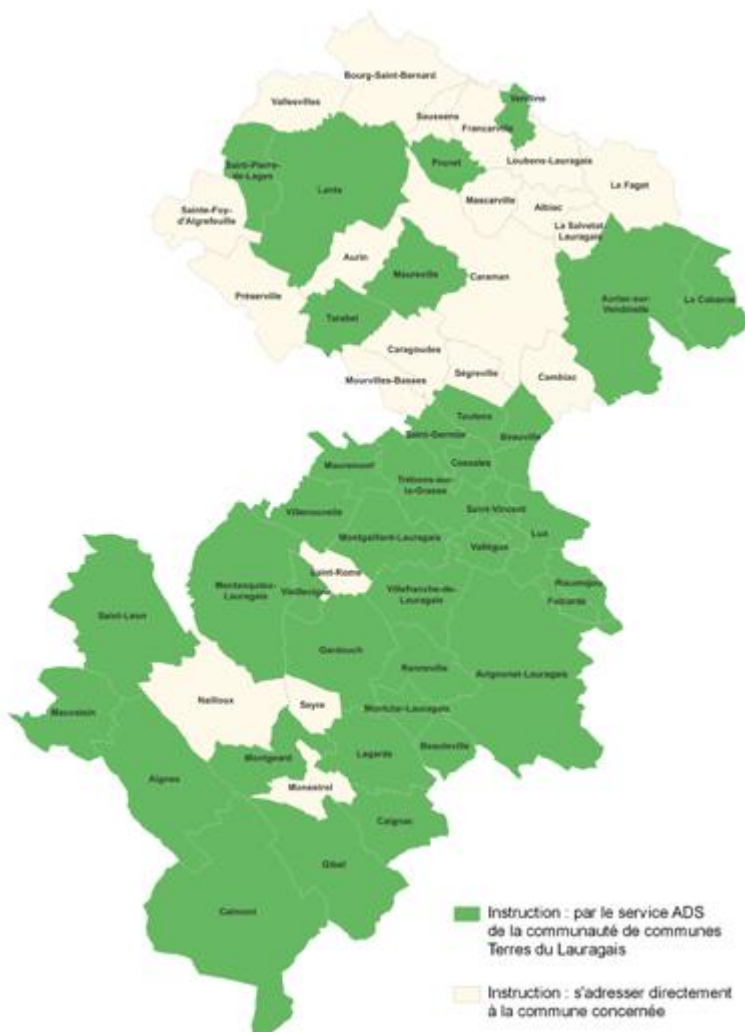 Bourg-Saint-Bernard
Vallesvilles
Saussens
Francarville
Vendine
Saint-Pierre-
de-Lages
Lanta
Prunet
Loubens-Lauragais
Le Faget
Mascarville
Albiac
Sainte-Foy-
d'Aigrefeuille
La Salvetat
Lauragais
Aurin
Maureville
Caraman
Préserville
Tarabel
Auriac-sur-
Vendinelle
Le Cabanial
Caragoudes
Mourvilles-Basses
Ségreville
Cambiac
Toutens
Saint-Germier
Beauville
Mauremont
Cessales
Trébons-sur-
la-Grasse
Villenouvelle
Saint-Vincent
Montgaillard-Lauragais
Lux
Vallègue
Saint-Rome
Montesquieu-
Lauragais
Vieillevigne
Villefranche-de-
Lauragais
Folcarde
Saint-Léon
Gardouch
Renneville
Avignonet-Lauragais
Nailloux
Seyre
Montclar-Lauragais
Mauvaisin
Montgeard
Lagarde
Beauteville
Aignes
Monestrol
Caignac
Gibel
Calmont
Instruction : par le service ADS
de la communauté de communes
Terres du Lauragais
Instruction : s'adresser directement
à la commune concernée